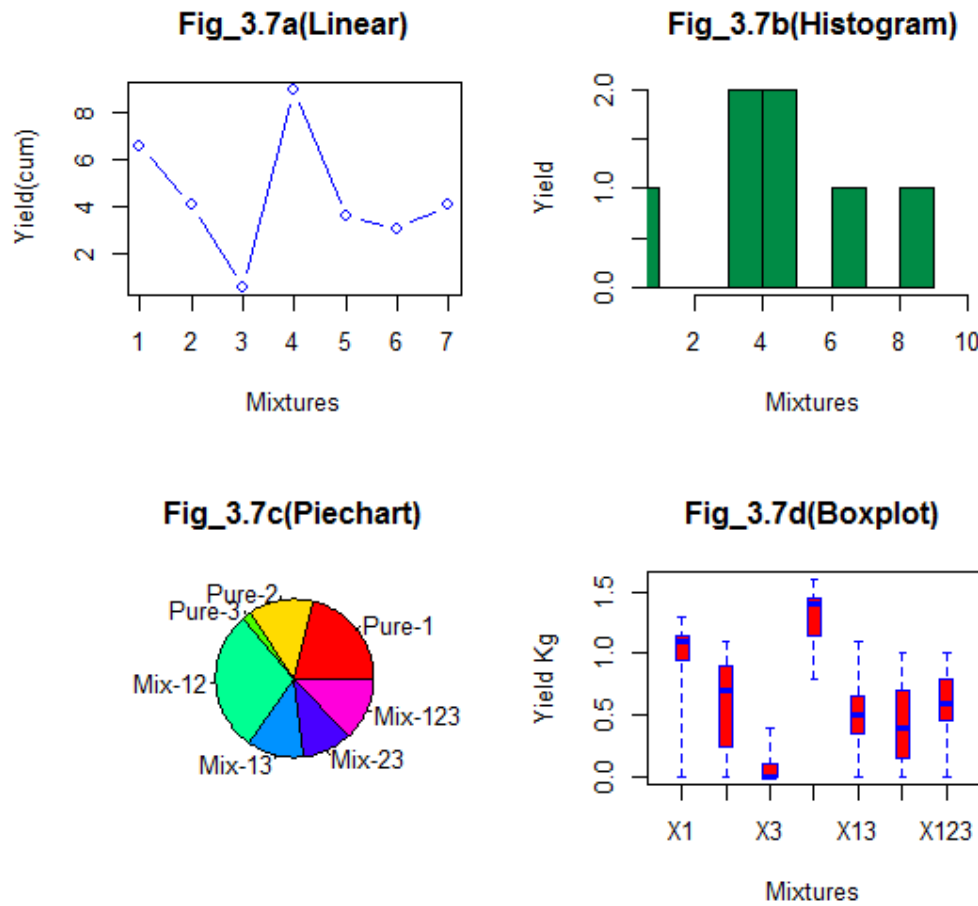 Fig_3.7a(Linear)
Yield(cum)
8
6
4
2
1 2 3 4 5 6 7
Mixtures
Fig_3.7b(Histogram)
Yield
2.0
1.0
0.0
2 4 6 8 10
Mixtures
Fig_3.7c(Piechart)
Pure-2
Pure-3
Pure-1
Mix-12
Mix-123
Mix-13
Mix-23
Fig_3.7d(Boxplot)
Yield Kg
1.5
1.0
0.5
0.0
X1 X3 X13 X123
Mixtures